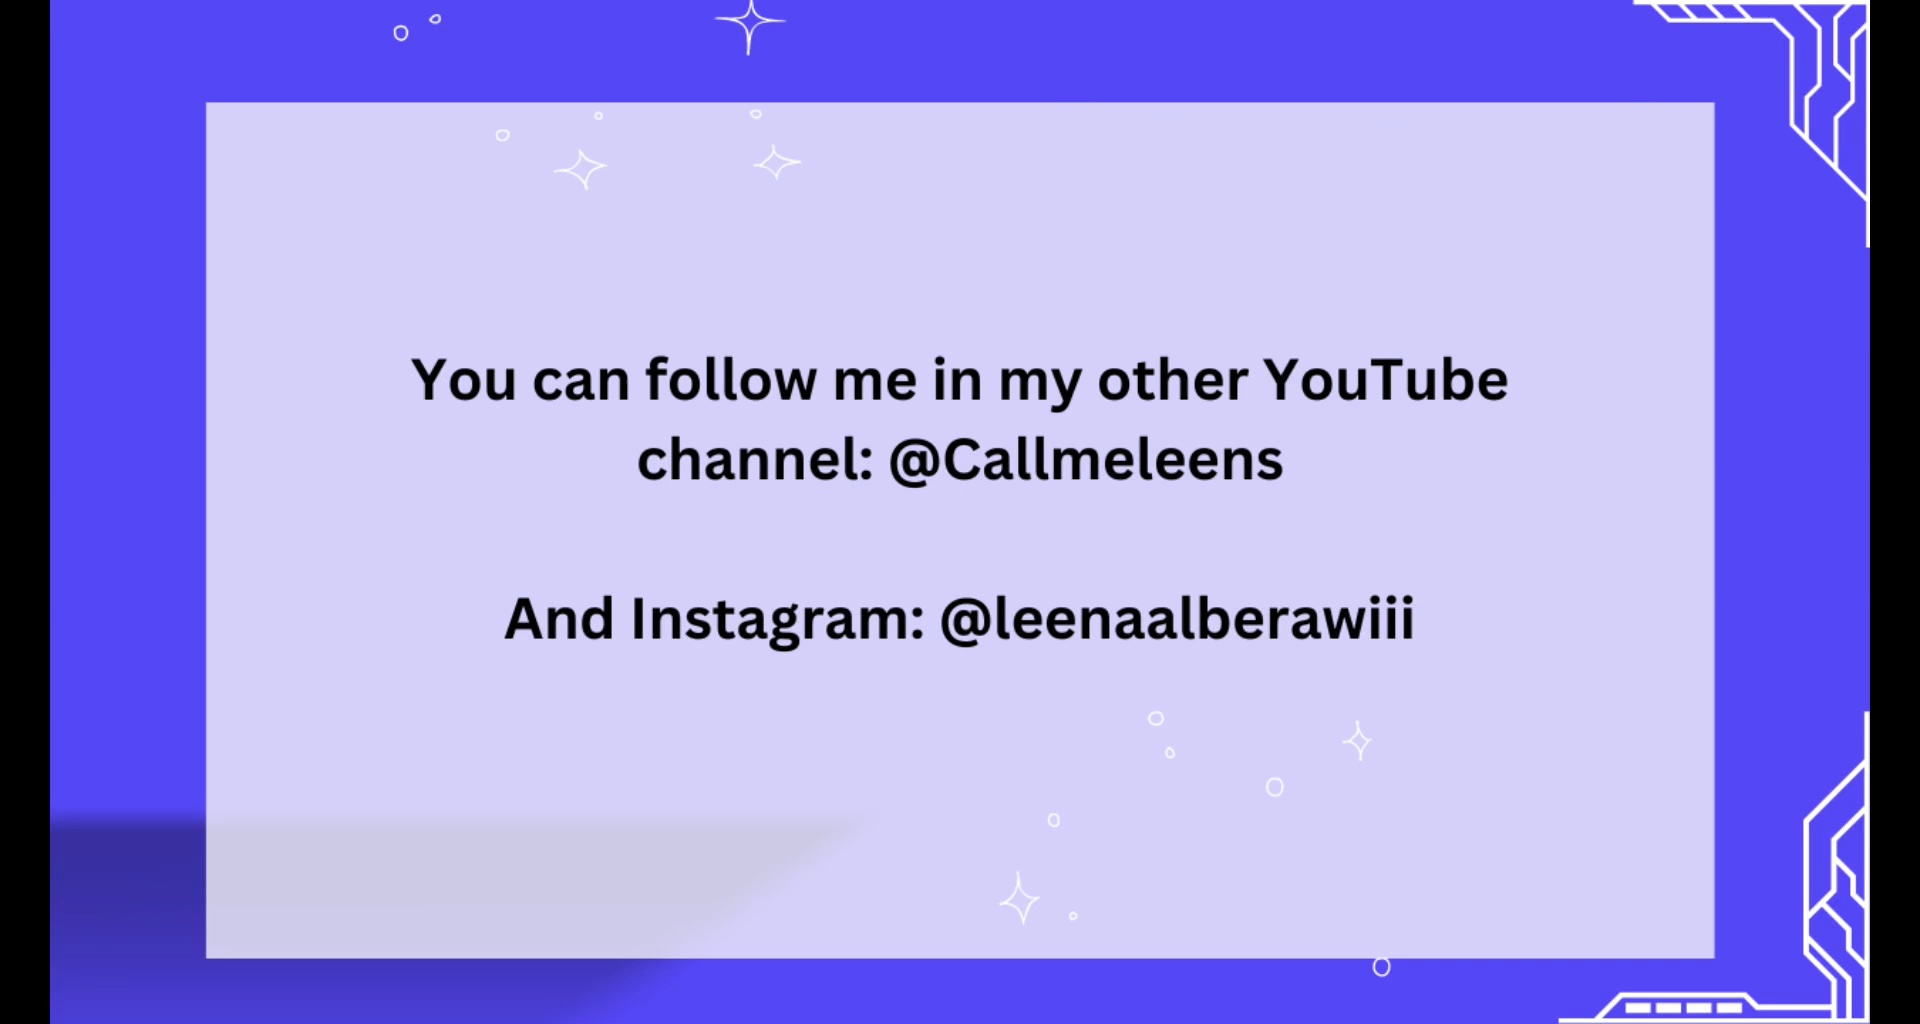 You can follow me in my other YouTube
channel: @Callmeleens
And Instagram: @leenaalberawiii